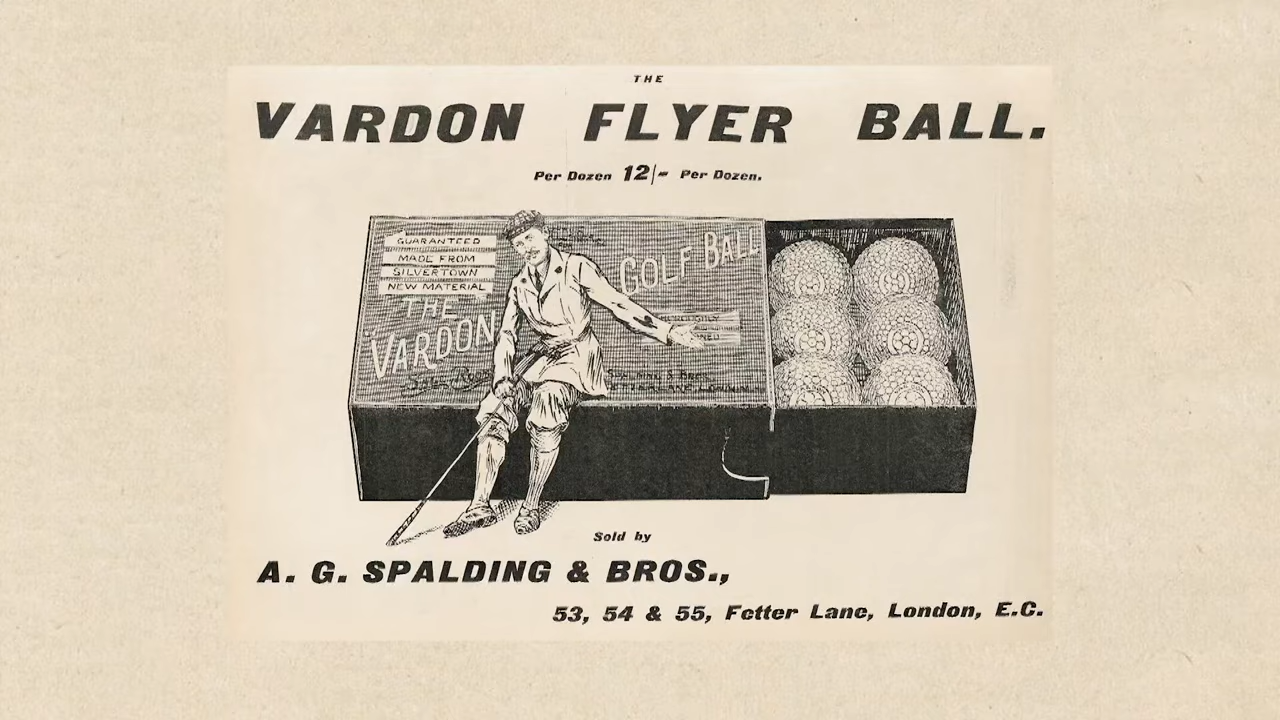 THE
VARDON FLYER BALL.
Per Dozen 12/- Per Dozen.
GUARANTEED
MADE FROM
SILVERTOWN
NEW MATERIAL
THE
VARDON
GOLF BALL
Sold by
A. G. SPALDING & BROS.,
53, 54 & 55, Fetter Lane, London, E.C.